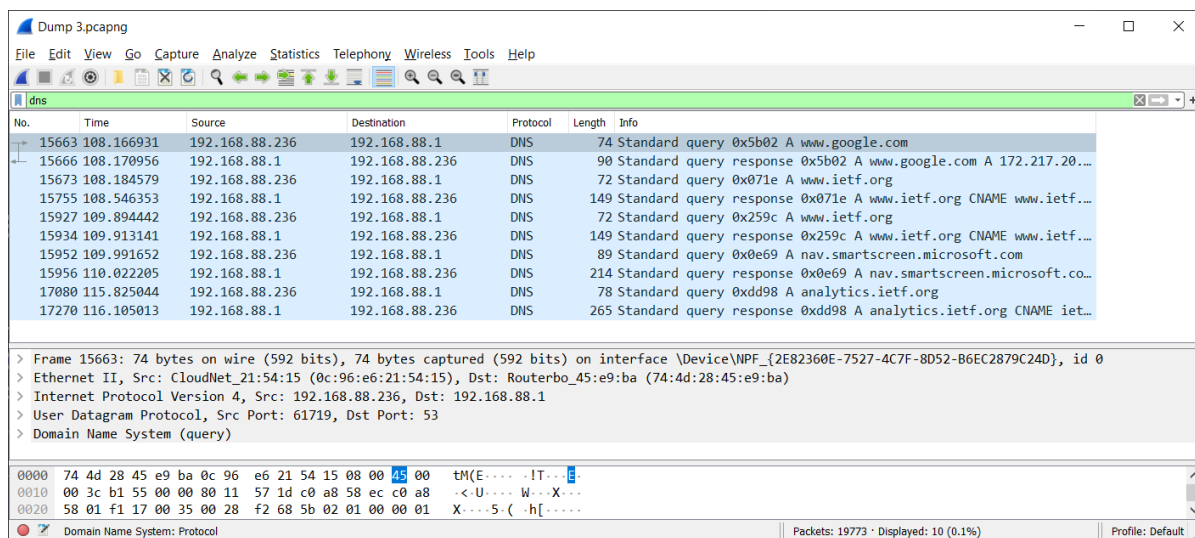 Dump 3.pcapng
File Edit View Go Capture Analyze Statistics Telephony Wireless Tools Help
dns
No. Time Source Destination Protocol Length Info
15663 108.166931 192.168.88.236 192.168.88.1 DNS 74 Standard query 0x5b02 A www.google.com
15666 108.170956 192.168.88.1 192.168.88.236 DNS 90 Standard query response 0x5b02 A www.google.com A 172.217.20.…
15673 108.184579 192.168.88.236 192.168.88.1 DNS 72 Standard query 0x071e A www.ietf.org
15755 108.546353 192.168.88.1 192.168.88.236 DNS 149 Standard query response 0x071e A www.ietf.org CNAME www.ietf.…
15927 109.894442 192.168.88.236 192.168.88.1 DNS 72 Standard query 0x259c A www.ietf.org
15934 109.913141 192.168.88.1 192.168.88.236 DNS 149 Standard query response 0x259c A www.ietf.org CNAME www.ietf.…
15952 109.991652 192.168.88.236 192.168.88.1 DNS 89 Standard query 0x0e69 A nav.smartscreen.microsoft.com
15956 110.022205 192.168.88.1 192.168.88.236 DNS 214 Standard query response 0x0e69 A nav.smartscreen.microsoft.co…
17080 115.825044 192.168.88.236 192.168.88.1 DNS 78 Standard query 0xdd98 A analytics.ietf.org
17270 116.105013 192.168.88.1 192.168.88.236 DNS 265 Standard query response 0xdd98 A analytics.ietf.org CNAME iet…
> Frame 15663: 74 bytes on wire (592 bits), 74 bytes captured (592 bits) on interface \Device\NPF_{2E82360E-7527-4C7F-8D52-B6EC2879C24D}, id 0
> Ethernet II, Src: CloudNet_21:54:15 (0c:96:e6:21:54:15), Dst: Routerbo_45:e9:ba (74:4d:28:45:e9:ba)
> Internet Protocol Version 4, Src: 192.168.88.236, Dst: 192.168.88.1
> User Datagram Protocol, Src Port: 61719, Dst Port: 53
> Domain Name System (query)
0000 74 4d 28 45 e9 ba 0c 96 e6 21 54 15 08 00 45 00 tM(E···· ·!T···E·
0010 00 3c b1 55 00 00 80 11 57 1d c0 a8 58 ec c0 a8 ·<·U···· W···X···
0020 58 01 f1 17 00 35 00 28 f2 68 5b 02 01 00 00 01 X····5·( ·h[·····
Domain Name System: Protocol Packets: 19773 · Displayed: 10 (0.1%) Profile: Default